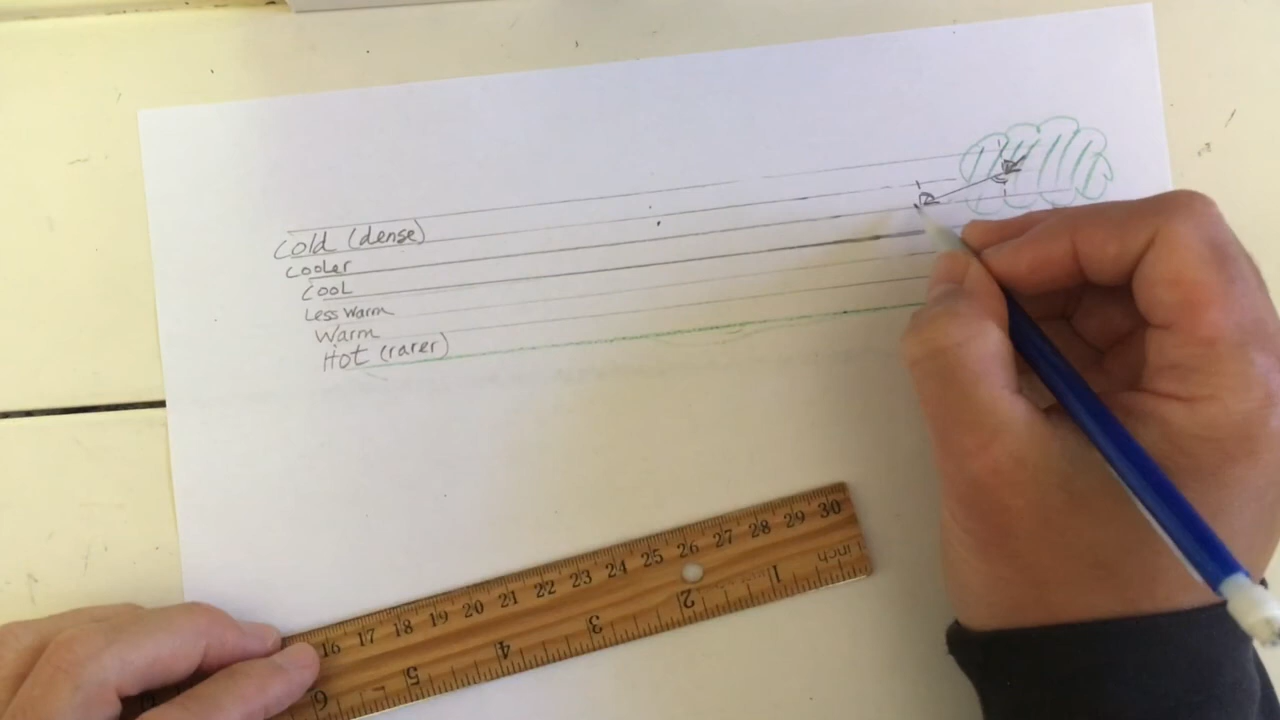 Cold (dense)
Cooler
Cool
Less Warm
Warm
Hot (rarer)
R
16 17 18 19 20 21 22 23 24 25 26 27 28 29 30
6 5 4 3 2 1 inch